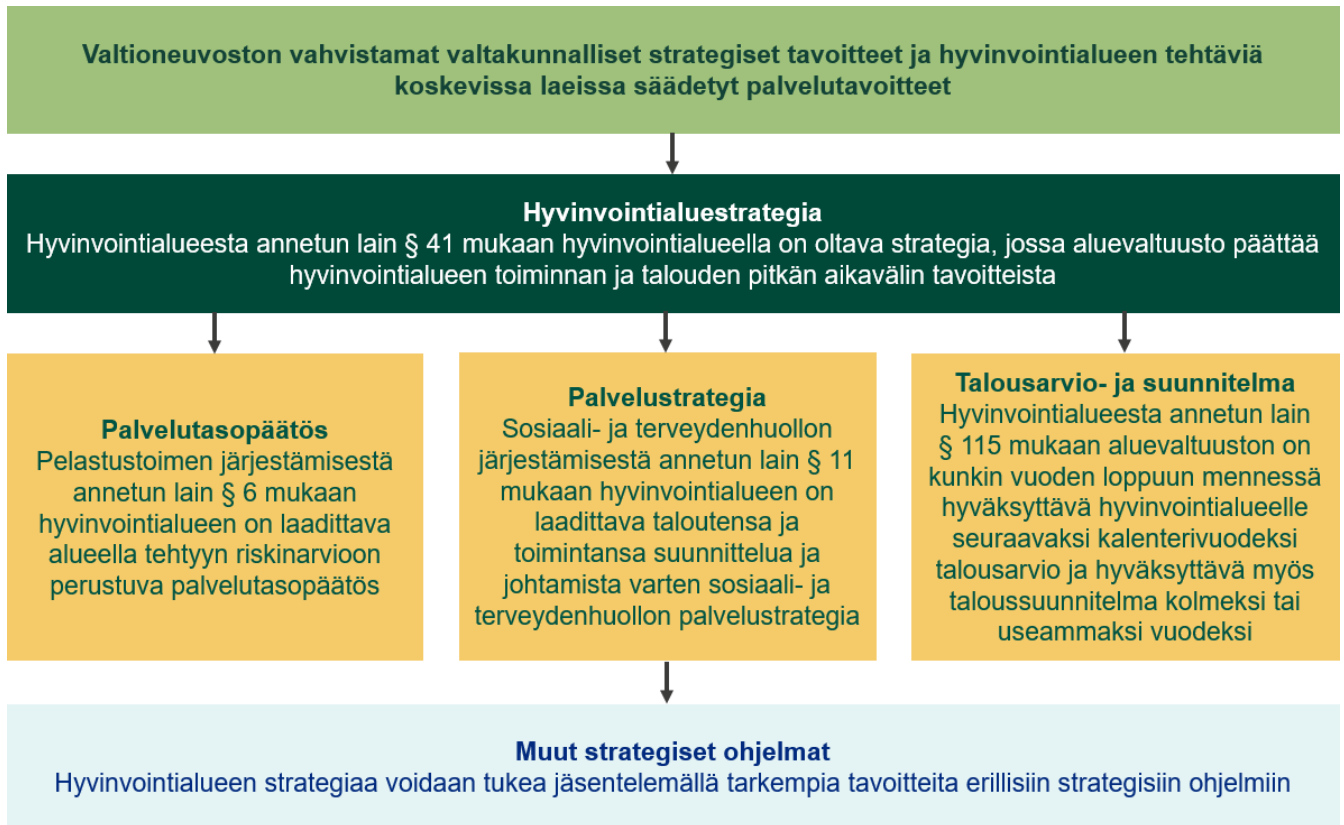 Valtioneuvoston vahvistamat valtakunnalliset strategiset tavoitteet ja hyvinvointialueen tehtäviä
koskevissa laeissa säädetyt palvelutavoitteet
Hyvinvointialuestrategia
Hyvinvointialueesta annetun lain § 41 mukaan hyvinvointialueella on oltava strategia, jossa aluevaltuusto päättää
hyvinvointialueen toiminnan ja talouden pitkän aikavälin tavoitteista
Palvelutasopäätös
Pelastustoimen järjestämisestä
annetun lain § 6 mukaan
hyvinvointialueen on laadittava
alueella tehtyyn riskinarvioon
perustuva palvelutasopäätös
Palvelustrategia
Sosiaali- ja terveydenhuollon
järjestämisestä annetun lain § 11
mukaan hyvinvointialueen on
laadittava taloutensa ja
toimintansa suunnittelua ja
johtamista varten sosiaali- ja
terveydenhuollon palvelustrategia
Talousarvio- ja suunnitelma
Hyvinvointialueesta annetun lain
§ 115 mukaan aluevaltuuston on
kunkin vuoden loppuun mennessä
hyväksyttävä hyvinvointialueelle
seuraavaksi kalenterivuodeksi
talousarvio ja hyväksyttävä myös
taloussuunnitelma kolmeksi tai
useammaksi vuodeksi
Muut strategiset ohjelmat
Hyvinvointialueen strategiaa voidaan tukea jäsentelemällä tarkempia tavoitteita erillisiin strategisiin ohjelmiin